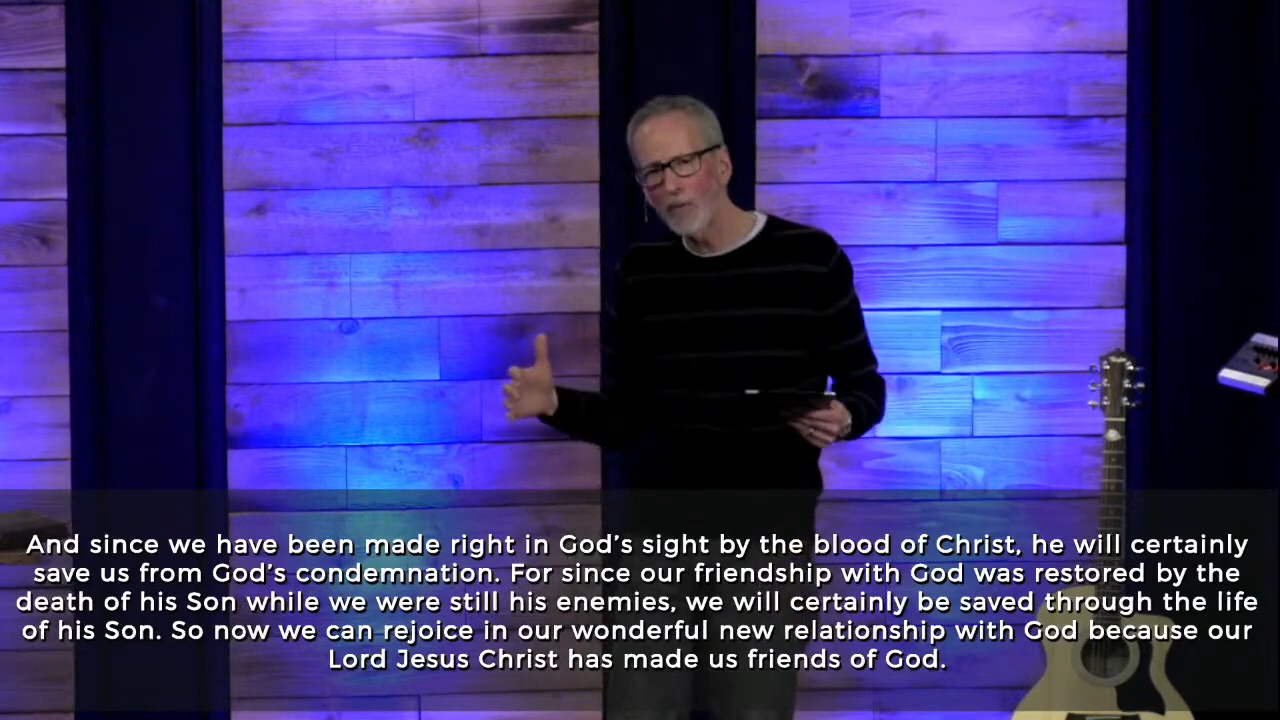 And since we have been made right in God’s sight by the blood of Christ, he will certainly
save us from God’s condemnation. For since our friendship with God was restored by the
death of his Son while we were still his enemies, we will certainly be saved through the life
of his Son. So now we can rejoice in our wonderful new relationship with God because our
Lord Jesus Christ has made us friends of God.